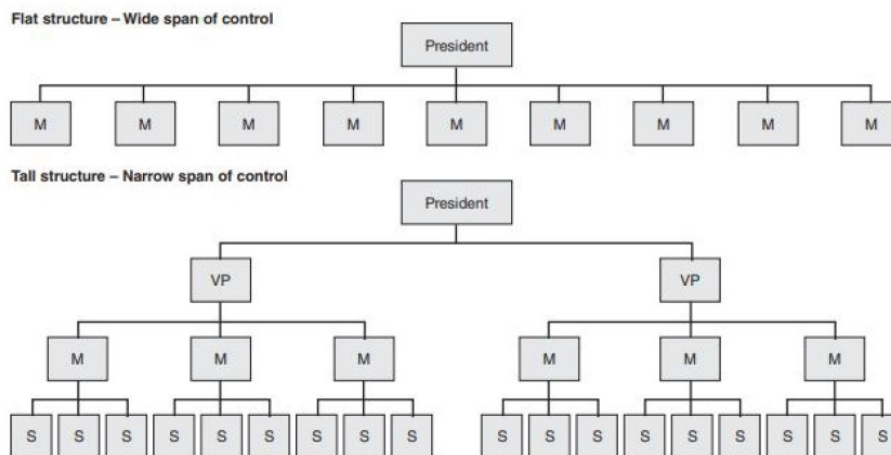 Flat structure – Wide span of control
President
M M M M M M M M M
Tall structure – Narrow span of control
President
VP VP
M M M M M M
S S S S S S S S S S S S S S S S S S